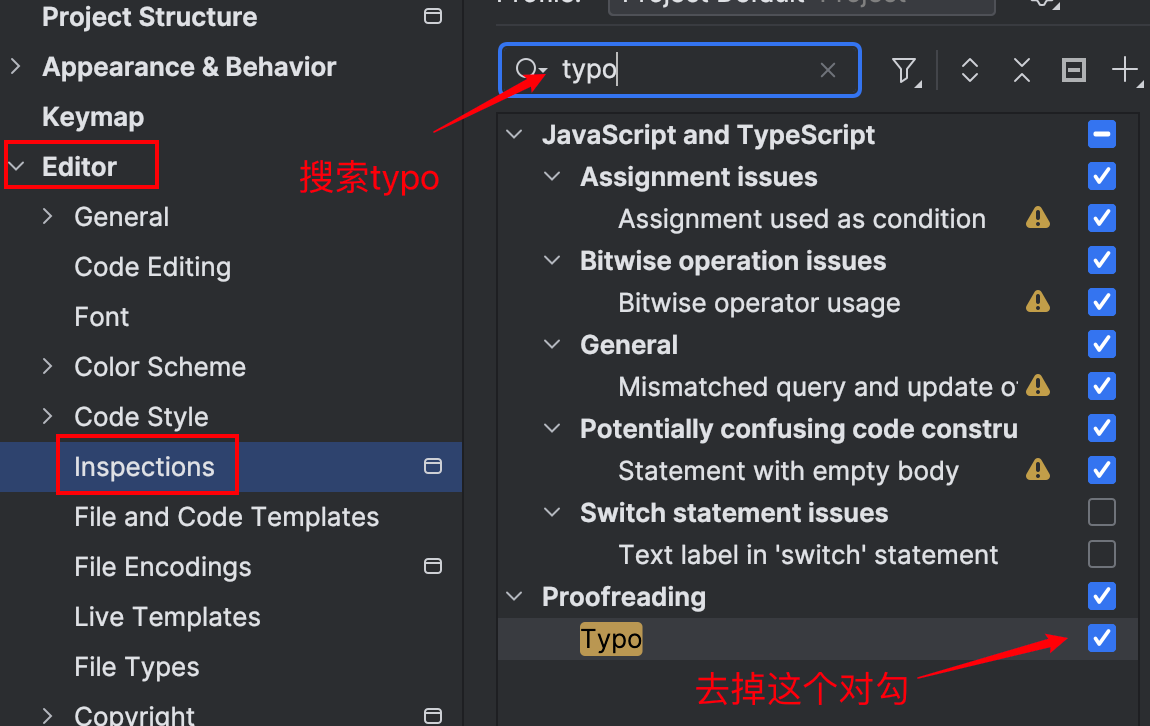 Project Structure
Appearance & Behavior
Keymap
Editor
General
Code Editing
Font
Color Scheme
Code Style
Inspections
File and Code Templates
File Encodings
Live Templates
File Types
Copyright
Profile:
Project Default Project
typo
搜索typo
JavaScript and TypeScript
Assignment issues
Assignment used as condition
Bitwise operation issues
Bitwise operator usage
General
Mismatched query and update o
Potentially confusing code constru
Statement with empty body
Switch statement issues
Text label in 'switch' statement
Proofreading
Typo
去掉这个对勾